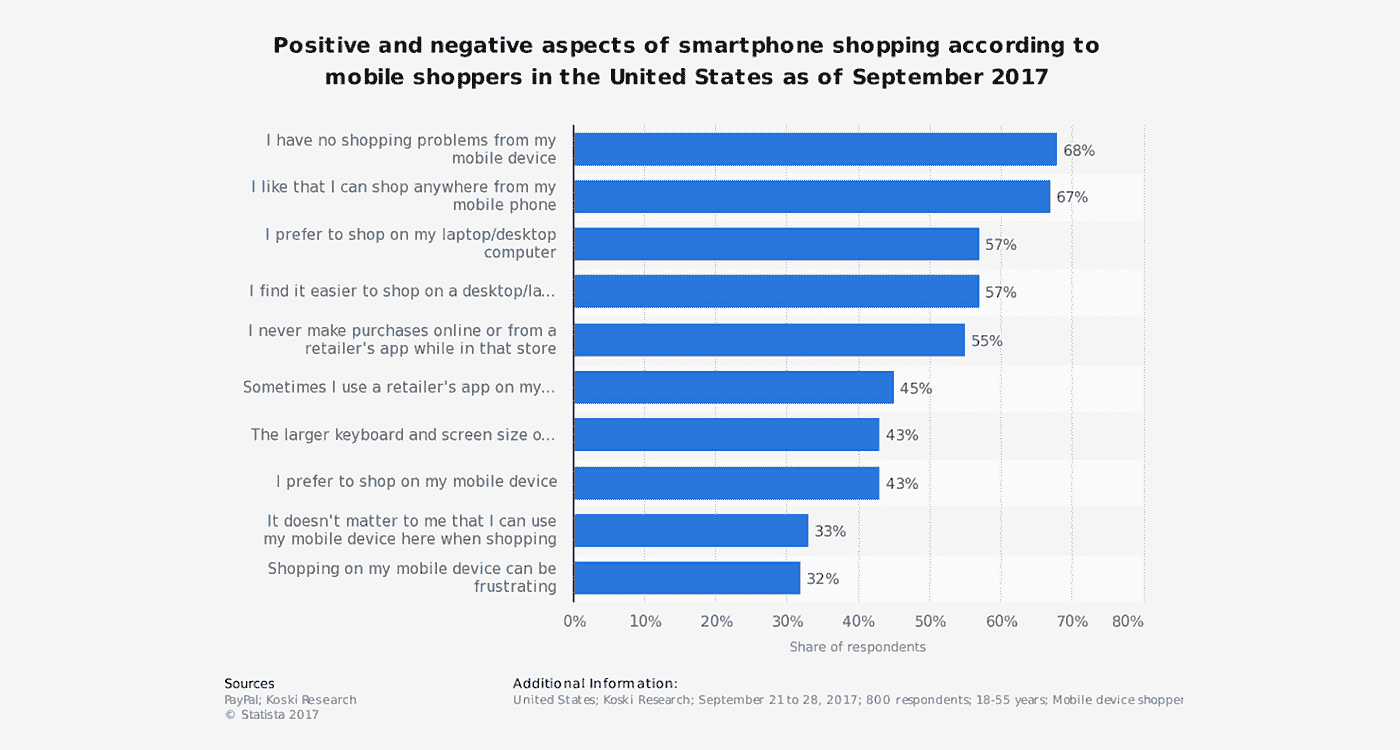 Positive and negative aspects of smartphone shopping according to
mobile shoppers in the United States as of September 2017
I have no shopping problems from my
mobile device
68%
I like that I can shop anywhere from my
mobile phone
67%
I prefer to shop on my laptop/desktop
computer
57%
I find it easier to shop on a desktop/la...
57%
I never make purchases online or from a
retailer's app while in that store
55%
Sometimes I use a retailer's app on my...
45%
The larger keyboard and screen size o...
43%
I prefer to shop on my mobile device
43%
It doesn't matter to me that I can use
my mobile device here when shopping
33%
Shopping on my mobile device can be
frustrating
32%
0% 10% 20% 30% 40% 50% 60% 70% 80%
Share of respondents
Sources
PayPal; Koski Research
© Statista 2017
Additional Information:
United States; Koski Research; September 21 to 28, 2017; 800 respondents; 18-55 years; Mobile device shopper